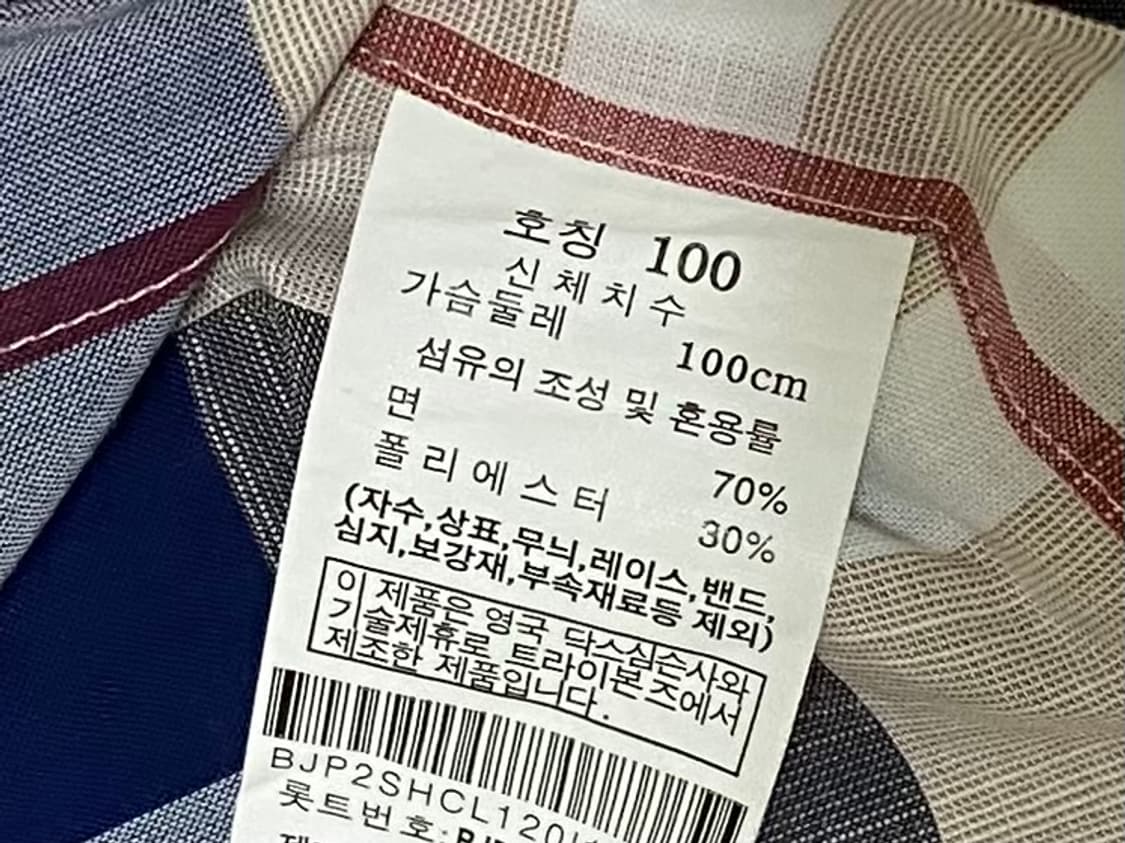 호칭 100
신체치수
가슴둘레 100cm
섬유의 조성 및 혼용률
면 70%
폴리에스터 30%
(자수,상표,무늬,레이스,밴드,
심지,보강재,부속재료등 제외)
이 제품은 영국 닥스심슨사와
기술제휴로 트라이본즈에서
제조한 제품입니다.
BJP2SHCL120
롯트번호: